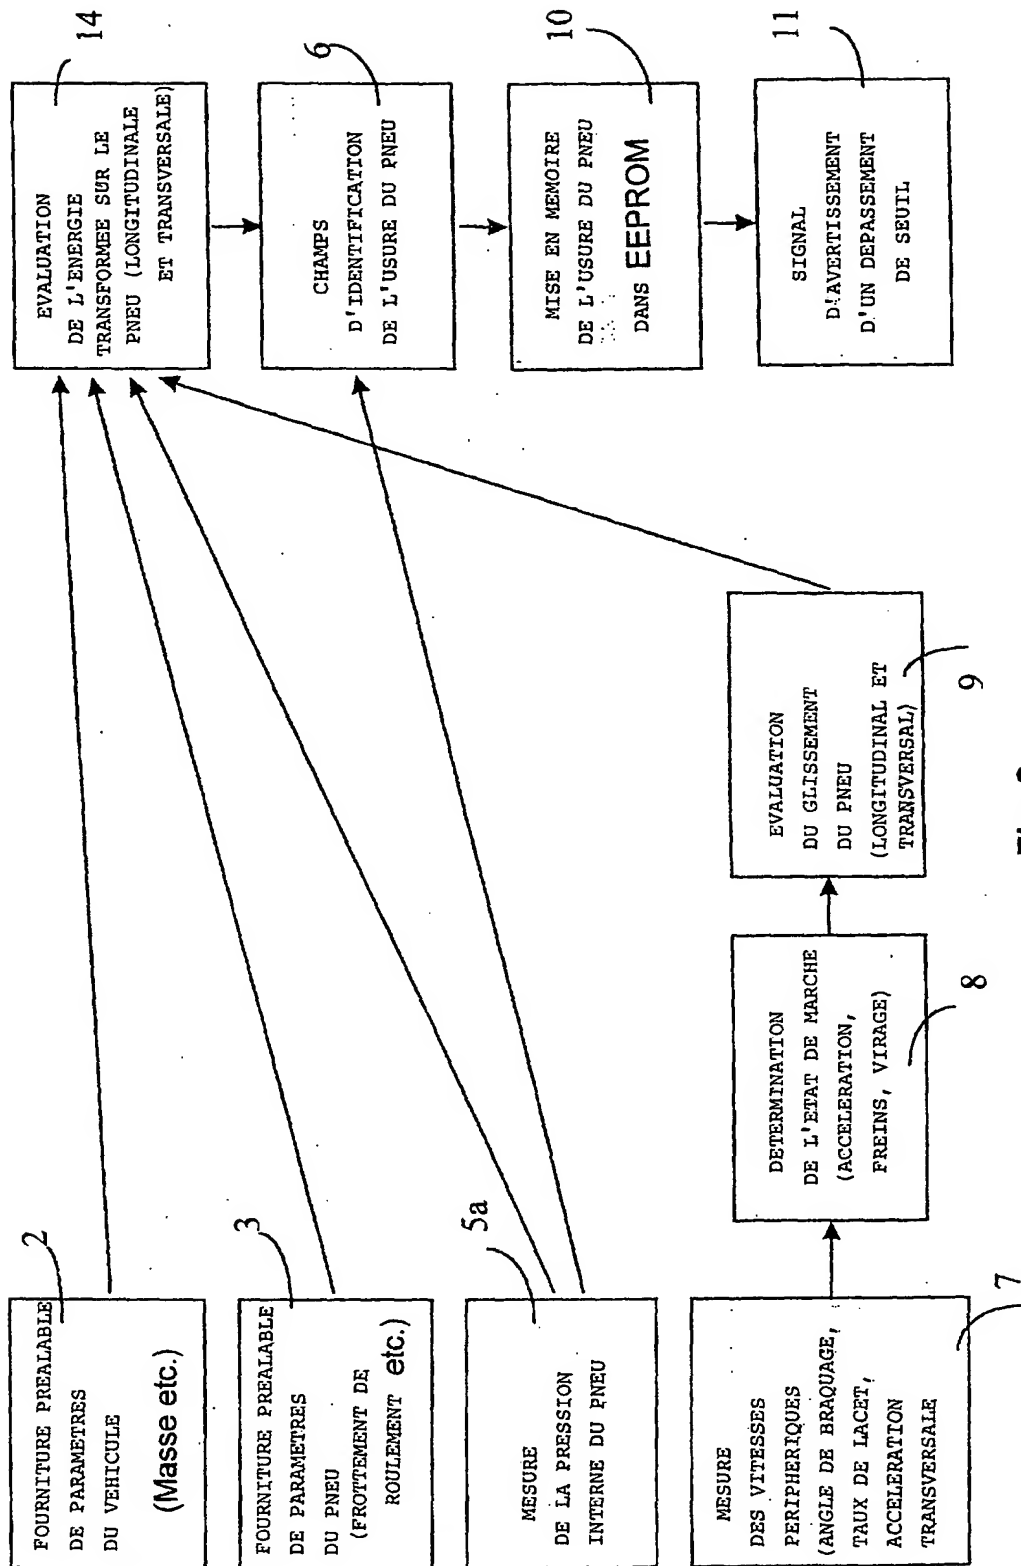 FOURNITURE PREALABLE
DE PARAMETRES
DU VEHICULE
(Masse etc.)
2
FOURNITURE PREALABLE
DE PARAMETRES
DU PNEU
(FROTTEMENT DE
ROULEMENT etc.)
3
MESURE
DE LA PRESSION
INTERNE DU PNEU
5a
MESURE
DES VITESSES
PERIPHERIQUES
(ANGLE DE BRAQUAGE,
TAUX DE LACET,
ACCELERATION
TRANSVERSALE
7
DETERMINATION
DE L'ETAT DE MARCHE
(ACCELERATION,
FREINS, VIRAGE)
8
EVALUATION
DU GLISSEMENT
DU PNEU
(LONGITUDINAL ET
TRANSVERSAL)
9
EVALUATION
DE L'ENERGIE
TRANSFORMEE SUR LE
PNEU (LONGITUDINALE
ET TRANSVERSALE)
14
CHAMPS
D'IDENTIFICATION
DE L'USURE DU PNEU
6
MISE EN MEMOIRE
DE L'USURE DU PNEU
DANS EEPROM
10
SIGNAL
D'AVERTISSEMENT
D'UN DEPASSEMENT
DE SEUIL
11